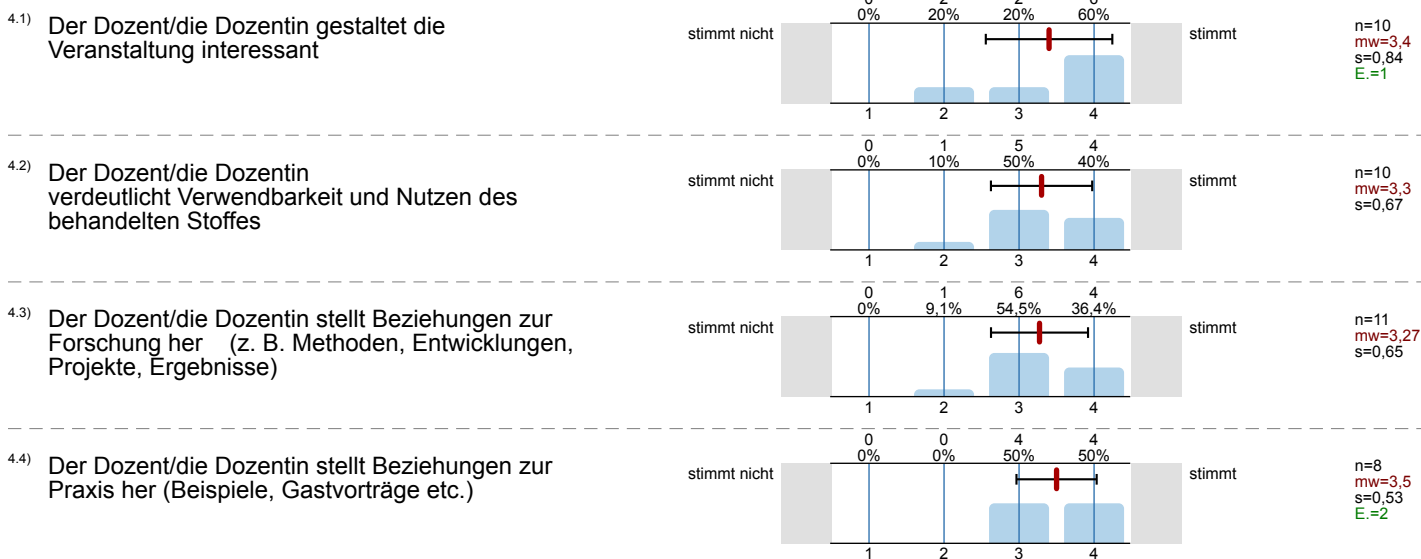 0 2 2 6
0% 20% 20% 60%
4.1) Der Dozent/die Dozentin gestaltet die
Veranstaltung interessant
stimmt nicht
stimmt
n=10
mw=3,4
s=0,84
E.=1
1 2 3 4
0 1 5 4
0% 10% 50% 40%
4.2) Der Dozent/die Dozentin
verdeutlicht Verwendbarkeit und Nutzen des
behandelten Stoffes
stimmt nicht
stimmt
n=10
mw=3,3
s=0,67
1 2 3 4
0 1 6 4
0% 9,1% 54,5% 36,4%
4.3) Der Dozent/die Dozentin stellt Beziehungen zur
Forschung her (z. B. Methoden, Entwicklungen,
Projekte, Ergebnisse)
stimmt nicht
stimmt
n=11
mw=3,27
s=0,65
1 2 3 4
0 0 4 4
0% 0% 50% 50%
4.4) Der Dozent/die Dozentin stellt Beziehungen zur
Praxis her (Beispiele, Gastvorträge etc.)
stimmt nicht
stimmt
n=8
mw=3,5
s=0,53
E.=2
1 2 3 4